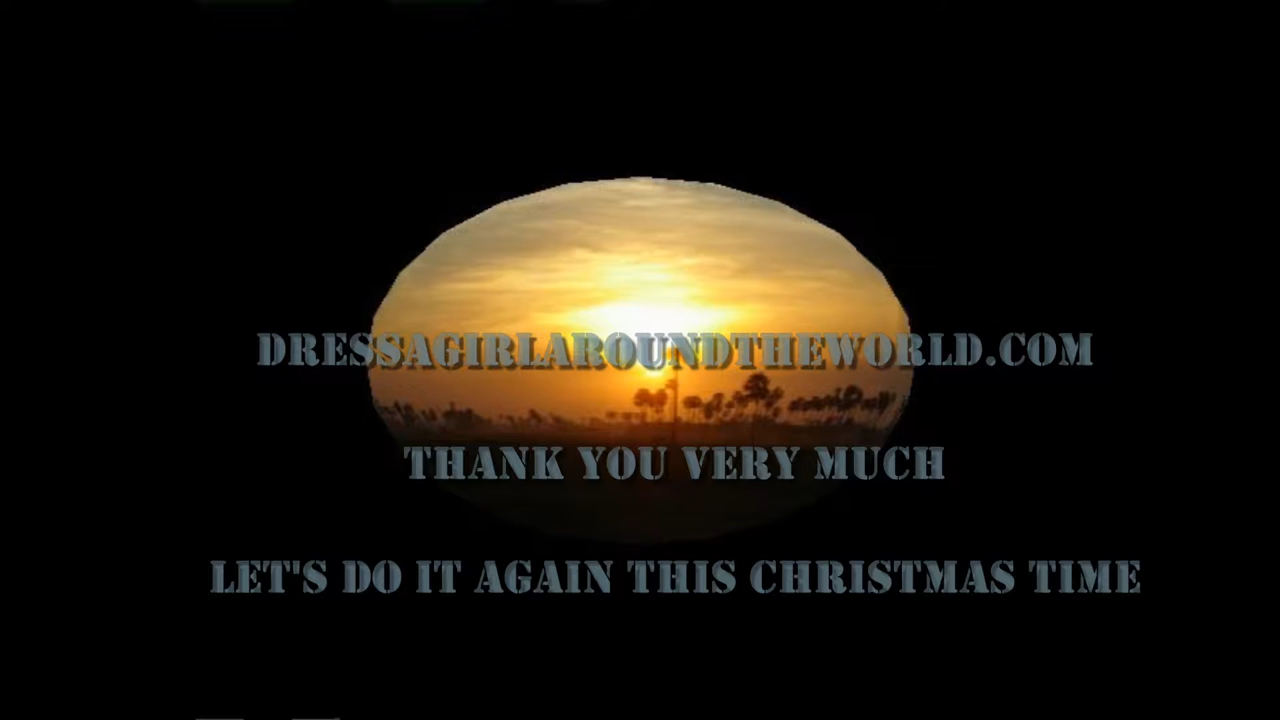 DRESSAGIRLAROUNDTHEWORLD.COM
THANK YOU VERY MUCH
LET'S DO IT AGAIN THIS CHRISTMAS TIME